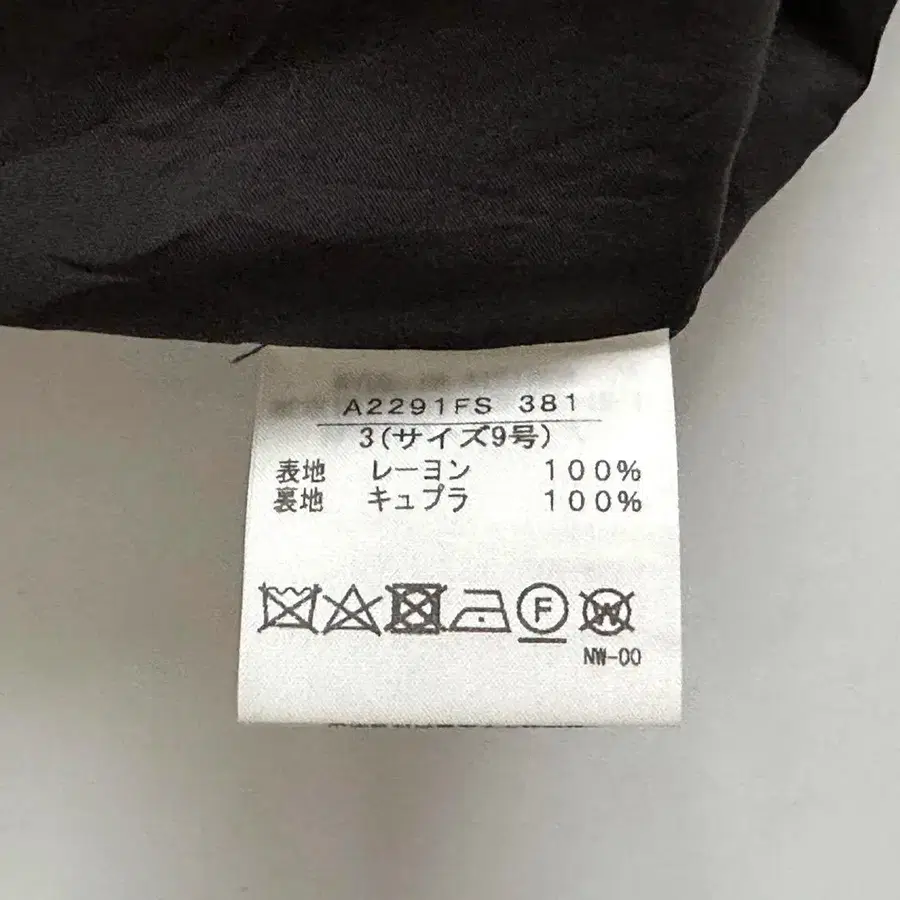 A2291FS 381
3(サイズ9号)
表地 レーヨン 100%
裏地 キュプラ 100%
F W
NW-00